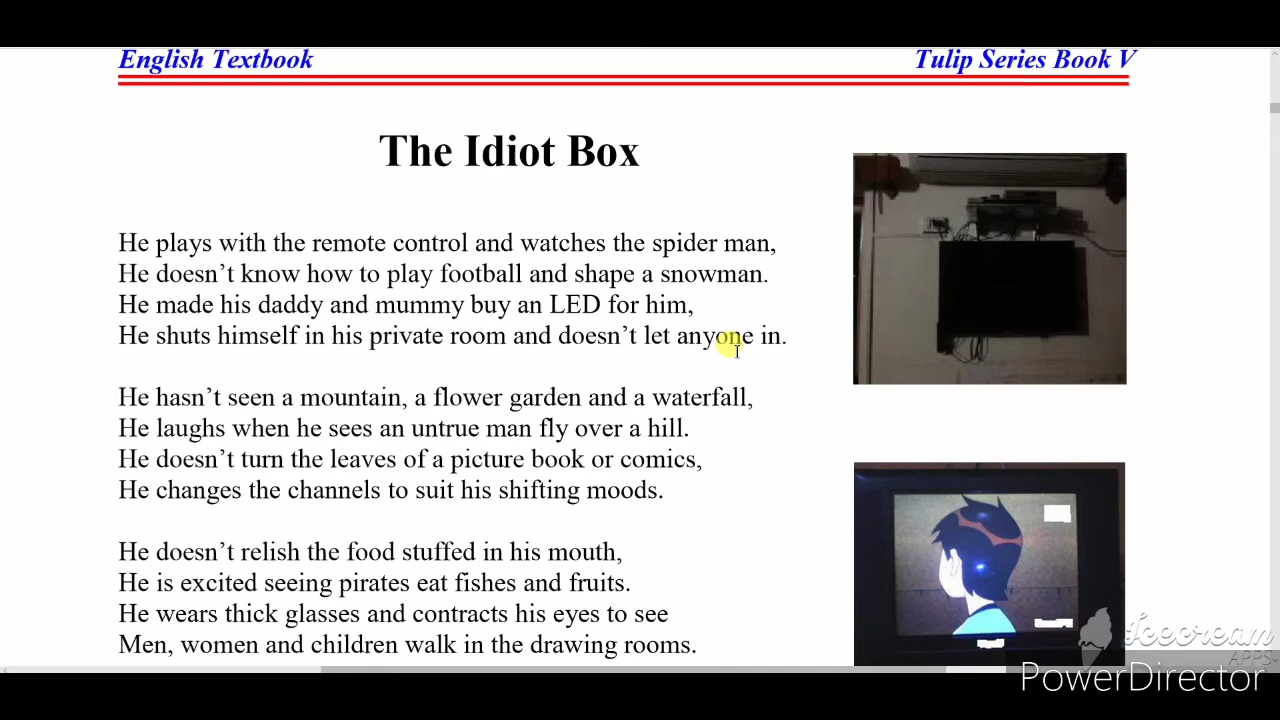 English Textbook
Tulip Series Book V
The Idiot Box
He plays with the remote control and watches the spider man,
He doesn’t know how to play football and shape a snowman.
He made his daddy and mummy buy an LED for him,
He shuts himself in his private room and doesn’t let anyone in.
He hasn’t seen a mountain, a flower garden and a waterfall,
He laughs when he sees an untrue man fly over a hill.
He doesn’t turn the leaves of a picture book or comics,
He changes the channels to suit his shifting moods.
He doesn’t relish the food stuffed in his mouth,
He is excited seeing pirates eat fishes and fruits.
He wears thick glasses and contracts his eyes to see
Men, women and children walk in the drawing rooms.
Icecream
APPS
PowerDirector